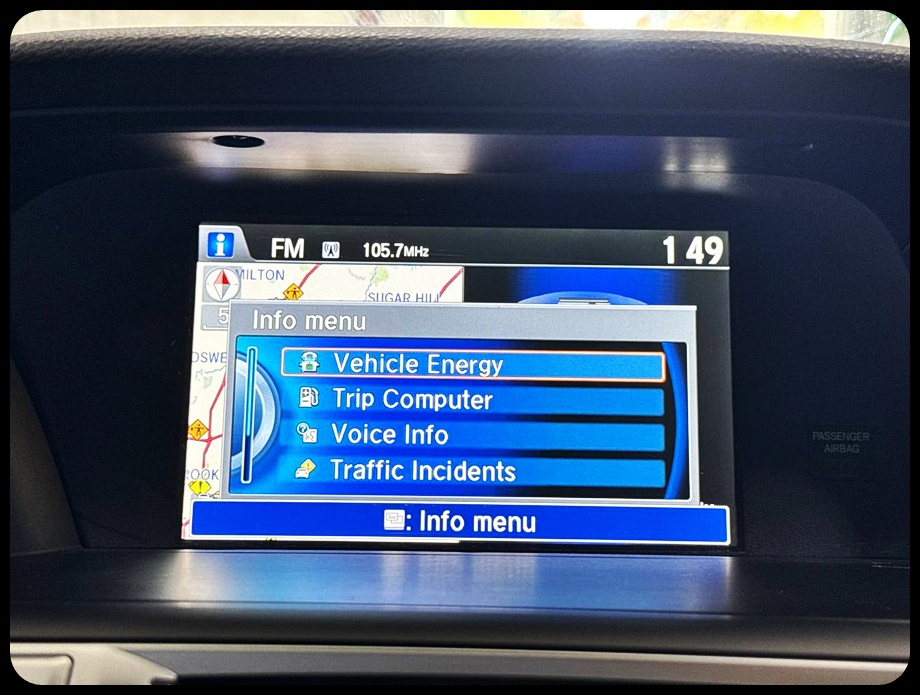 i FM 105.7MHz 1 49
MILTON
SUGAR HILL
5
Info menu
Vehicle Energy
Trip Computer
Voice Info
Traffic Incidents
: Info menu
PASSENGER
AIRBAG